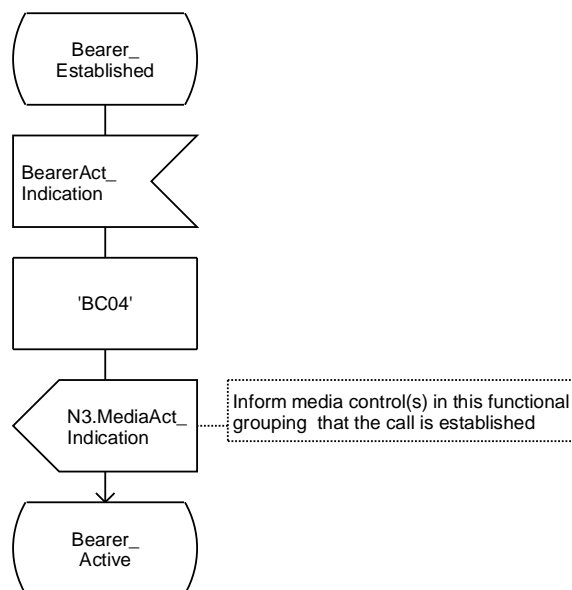 Bearer_
Established
BearerAct_
Indication
'BC04'
N3.MediaAct_
Indication
Inform media control(s) in this functional
grouping that the call is established
Bearer_
Active